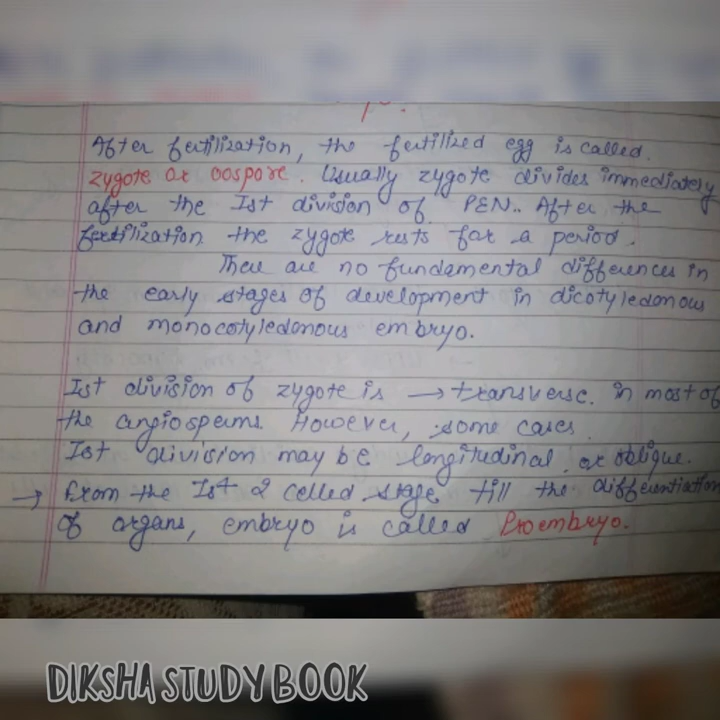 After fertilization, the fertilized egg is called.
zygote or oospore. Usually zygote divides immediately
after the Ist division of PEN.. After the
fertilization the zygote rests for a period.
There are no fundamental differences in
the early stages of development in dicotyledonous
and monocotyledonous embryo.
Ist division of zygote is → transverse. in most of
the angiosperms. However, some cases.
Ist division may be longitudinal or oblique.
→ from the Ist 2 celled stage till the differentiation
of organs, embryo is called Proembryo.
DIKSHA STUDY BOOK